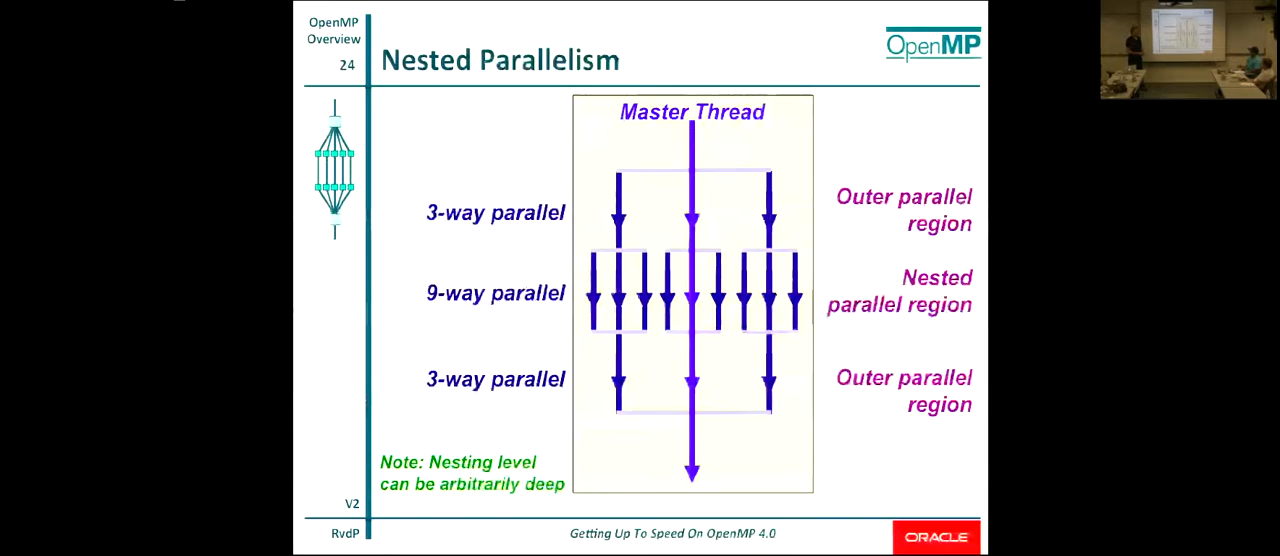 OpenMP
Overview
24
Nested Parallelism
OpenMP
Master Thread
3-way parallel
Outer parallel
region
9-way parallel
Nested
parallel region
3-way parallel
Outer parallel
region
Note: Nesting level
can be arbitrarily deep
V2
RvdP
Getting Up To Speed On OpenMP 4.0
ORACLE